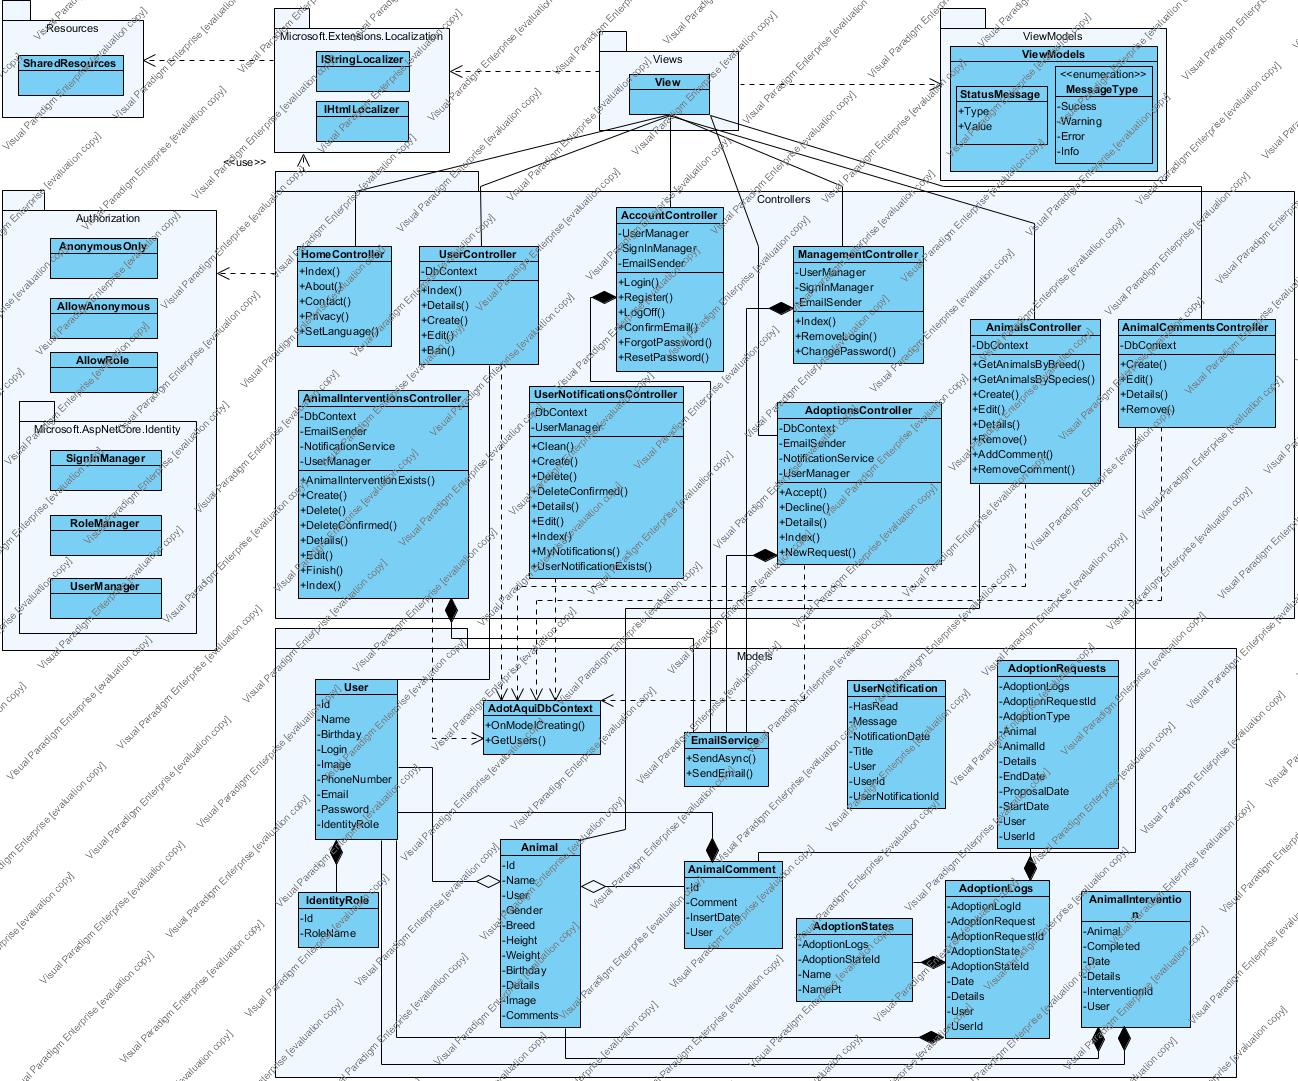 Resources
SharedResources
Microsoft.Extensions.Localization
IStringLocalizer
IHtmlLocalizer
Views
View
ViewModels
ViewModels
StatusMessage
+Type
+Value
<<enumeration>>
MessageType
-Sucess
-Warning
-Error
-Info
<<use>>
Authorization
AnonymousOnly
AllowAnonymous
AllowRole
Microsoft.AspNetCore.Identity
SignInManager
RoleManager
UserManager
Controllers
HomeController
+Index()
+About()
+Contact()
+Privacy()
+SetLanguage()
UserController
-DbContext
+Index()
+Details()
+Create()
+Edit()
+Ban()
AccountController
-UserManager
-SignInManager
-EmailSender
+Login()
+Register()
+LogOff()
+ConfirmEmail()
+ForgotPassword()
+ResetPassword()
ManagementController
-UserManager
-SignInManager
-EmailSender
+Index()
+RemoveLogin()
+ChangePassword()
AnimalsController
-DbContext
+GetAnimalsByBreed()
+GetAnimalsBySpecies()
+Create()
+Edit()
+Details()
+Remove()
+AddComment()
+RemoveComment()
AnimalCommentsController
-DbContext
+Create()
+Edit()
+Details()
+Remove()
AnimalInterventionsController
-DbContext
-EmailSender
-NotificationService
-UserManager
+AnimalInterventionExists()
+Create()
+Delete()
+DeleteConfirmed()
+Details()
+Edit()
+Finish()
+Index()
UserNotificationsController
-DbContext
-UserManager
+Clean()
+Create()
+Delete()
+DeleteConfirmed()
+Details()
+Edit()
+Index()
+MyNotifications()
+UserNotificationExists()
AdoptionsController
-DbContext
-EmailSender
-NotificationService
-UserManager
+Accept()
+Decline()
+Details()
+Index()
+NewRequest()
Models
User
-Id
-Name
-Birthday
-Login
-Image
-PhoneNumber
-Email
-Password
-IdentityRole
AdotAquiDbContext
+OnModelCreating()
+GetUsers()
EmailService
+SendAsync()
+SendEmail()
UserNotification
-HasRead
-Message
-NotificationDate
-Title
-User
-UserId
-UserNotificationId
AdoptionRequests
-AdoptionLogs
-AdoptionRequestId
-AdoptionType
-Animal
-AnimalId
-Details
-EndDate
-ProposalDate
-StartDate
-User
-UserId
IdentityRole
-Id
-RoleName
Animal
-Id
-Name
-User
-Gender
-Breed
-Height
-Weight
-Birthday
-Details
-Image
-Comments
AnimalComment
-Id
-Comment
-InsertDate
-User
AdoptionStates
-AdoptionLogs
-AdoptionStateId
-Name
-NamePt
AdoptionLogs
-AdoptionLogId
-AdoptionRequest
-AdoptionRequestId
-AdoptionState
-AdoptionStateId
-Date
-Details
-User
-UserId
AnimalInterventio
n
-Animal
-Completed
-Date
-Details
-InterventionId
-User
Visual Paradigm Enterprise [evaluation copy]